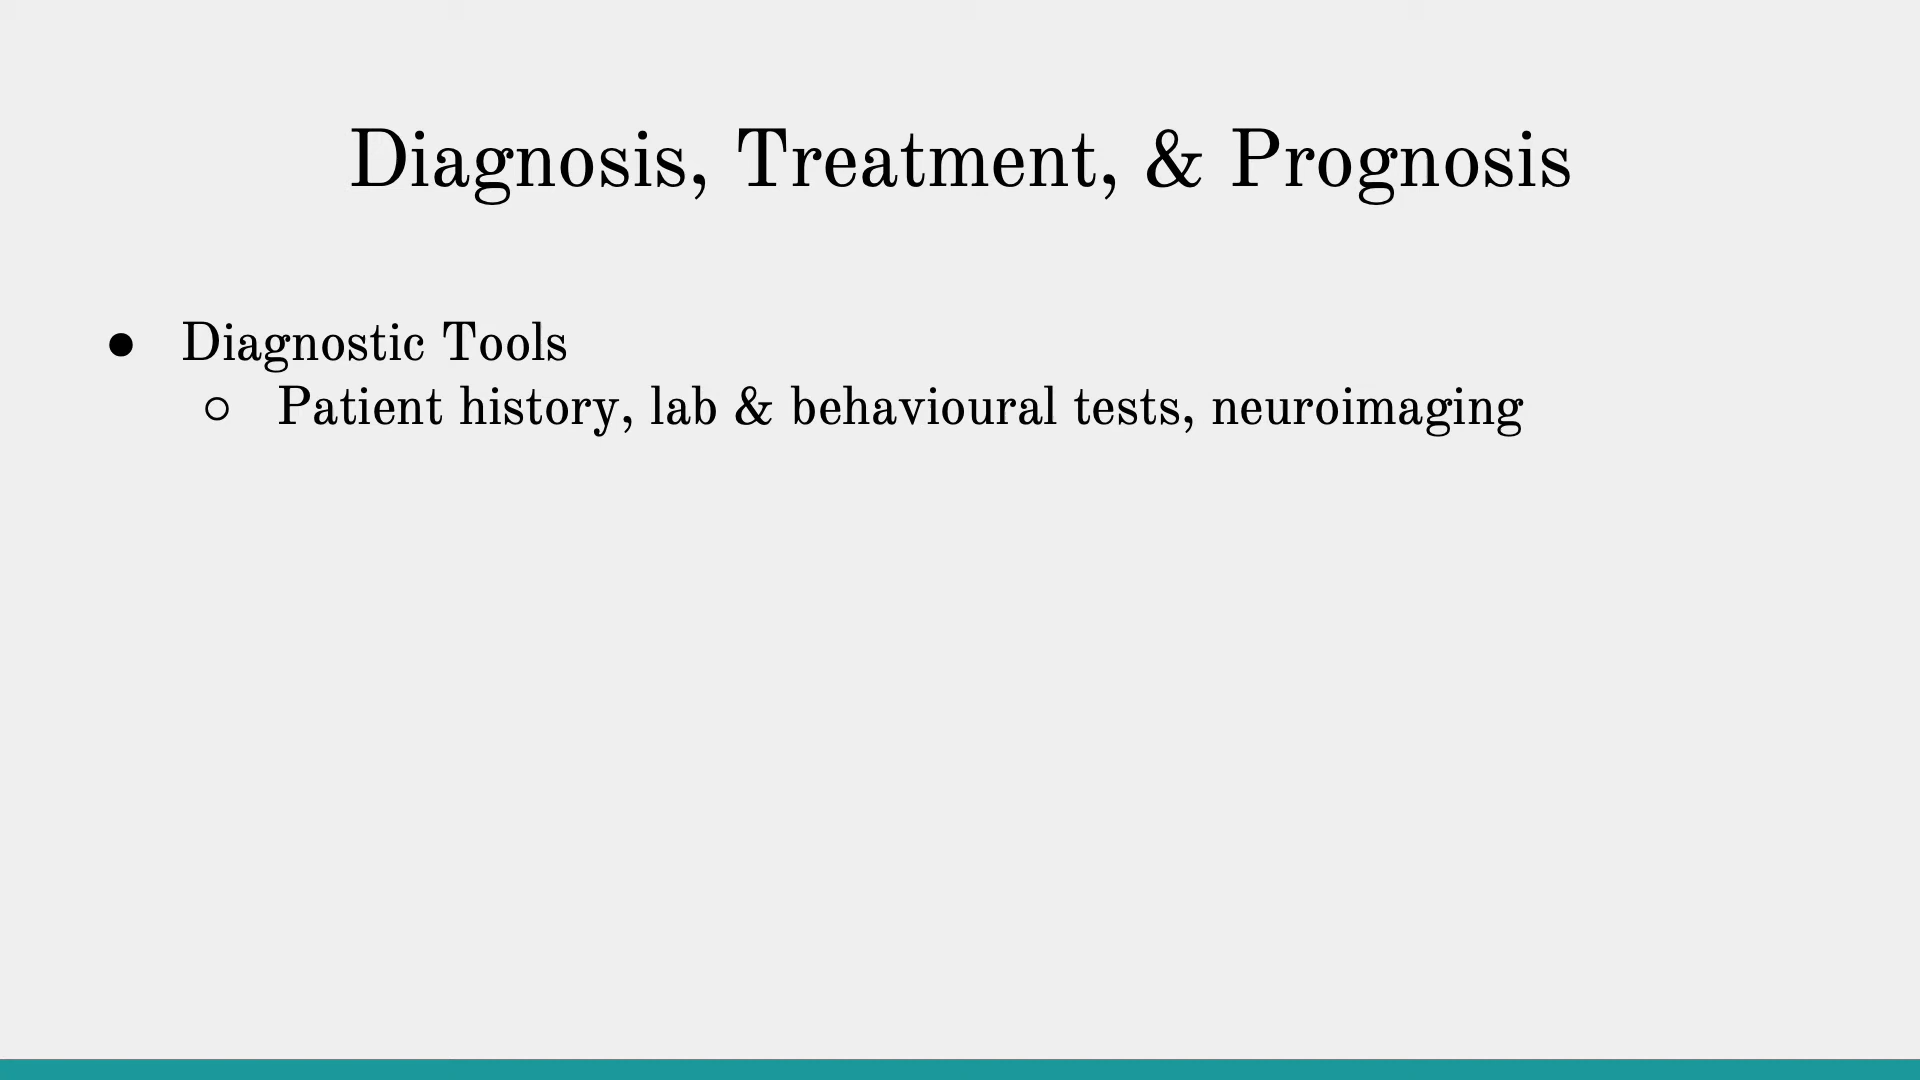 Diagnosis, Treatment, & Prognosis
● Diagnostic Tools
○ Patient history, lab & behavioural tests, neuroimaging